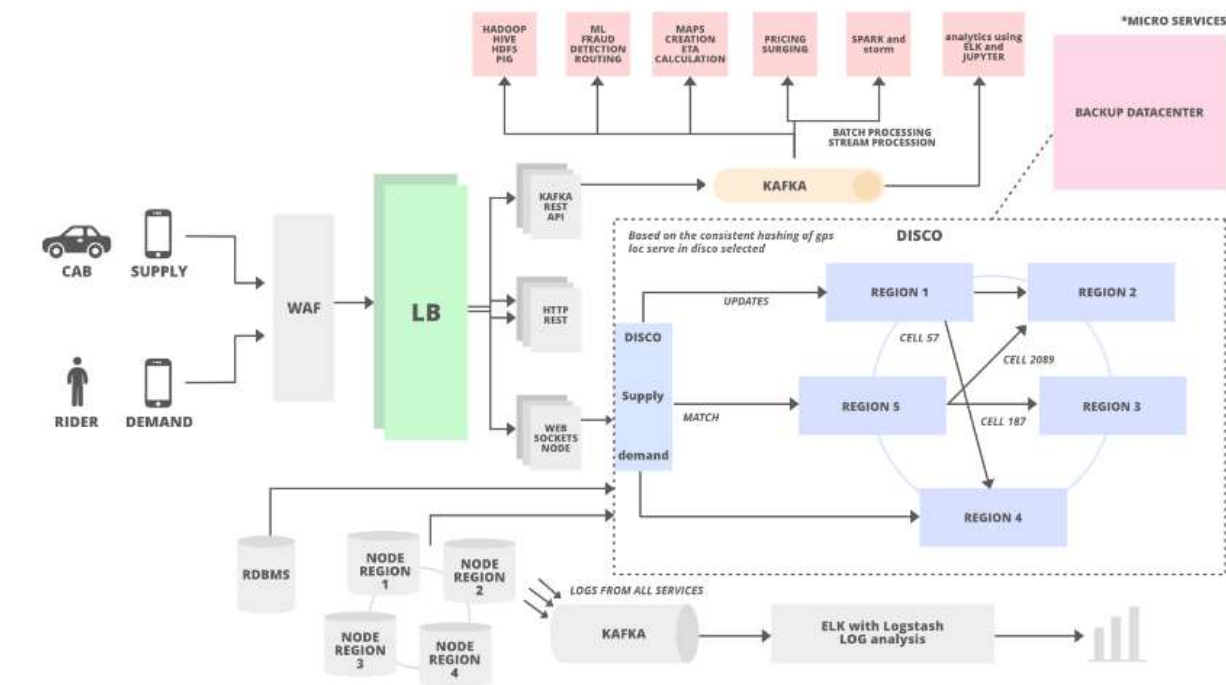 *MICRO SERVICES
HADOOP
HIVE
HDFS
PIG
ML
FRAUD
DETECTION
ROUTING
MAPS
CREATION
ETA
CALCULATION
PRICING
SURGING
SPARK and
storm
analytics using
ELK and
JUPYTER
BACKUP DATACENTER
BATCH PROCESSING
STREAM PROCESSION
KAFKA
REST
API
KAFKA
CAB
SUPPLY
WAF
LB
HTTP
REST
RIDER
DEMAND
WEB
SOCKETS
NODE
Based on the consistent hashing of gps
loc serve in disco selected
DISCO
UPDATES
REGION 1
REGION 2
DISCO
Supply
demand
CELL 57
CELL 2089
MATCH
REGION 5
REGION 3
CELL 187
REGION 4
RDBMS
NODE
REGION
1
NODE
REGION
2
NODE
REGION
3
NODE
REGION
4
LOGS FROM ALL SERVICES
KAFKA
ELK with Logstash
LOG analysis